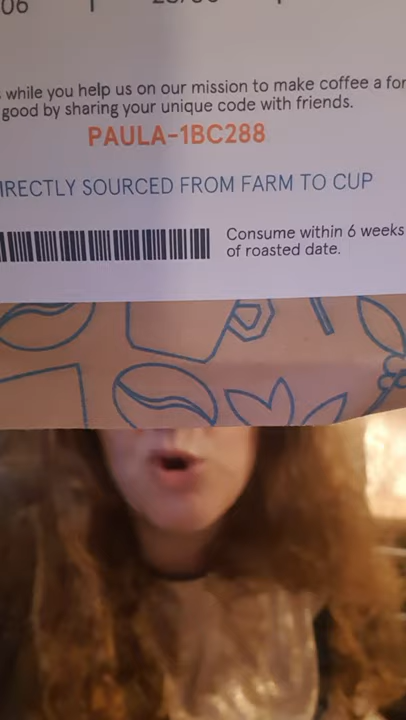 06
while you help us on our mission to make coffee a
good by sharing your unique code with friends.
PAULA-1BC288
IRECTLY SOURCED FROM FARM TO CUP
Consume within 6 weeks
of roasted date.